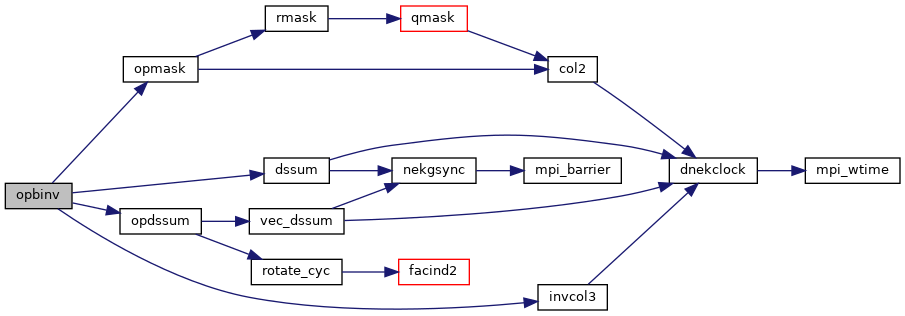 rmask
qmask
opmask
col2
dssum
nekgsync
mpi_barrier
dnekclock
mpi_wtime
opbinv
opdssum
vec_dssum
rotate_cyc
facind2
invcol3